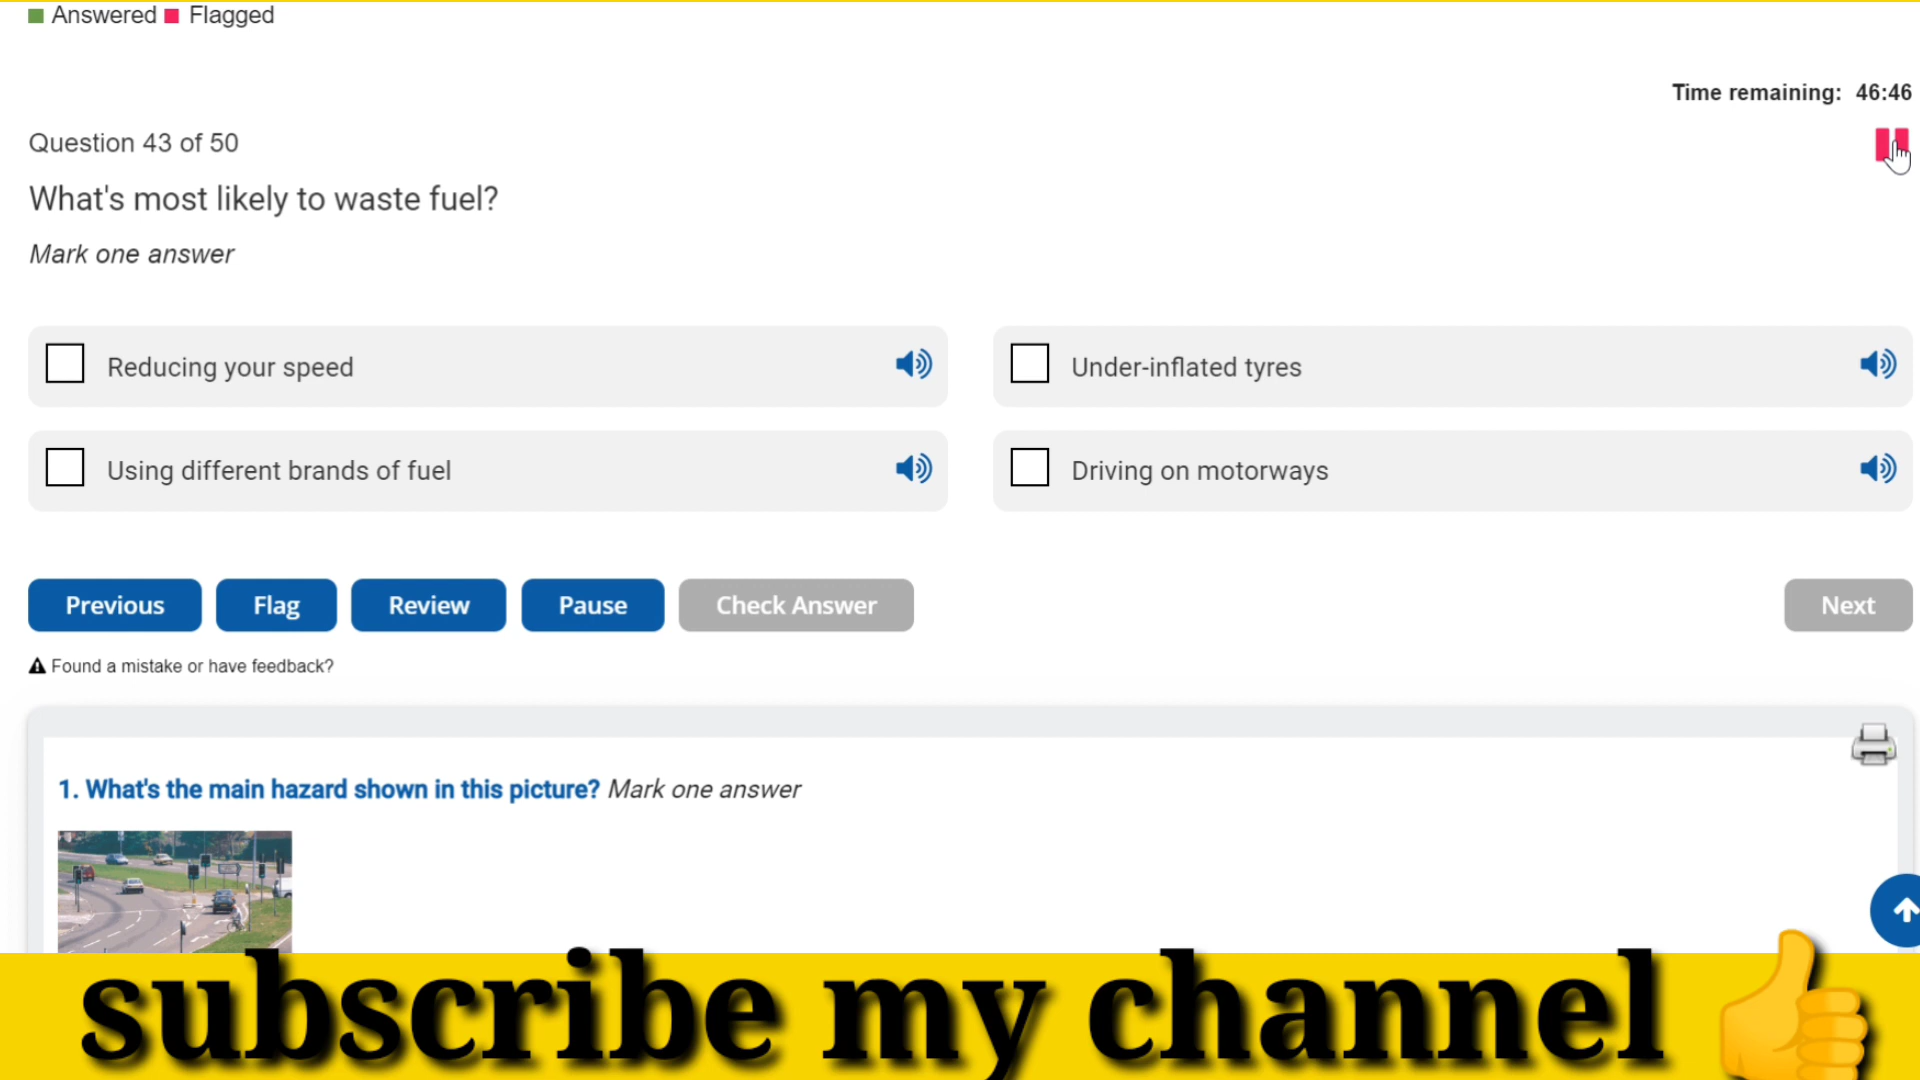 Answered Flagged
Time remaining: 46:46
Question 43 of 50
What's most likely to waste fuel?
Mark one answer
Reducing your speed
Under-inflated tyres
Using different brands of fuel
Driving on motorways
Previous Flag Review Pause Check Answer Next
Found a mistake or have feedback?
1. What's the main hazard shown in this picture? Mark one answer
subscribe my channel